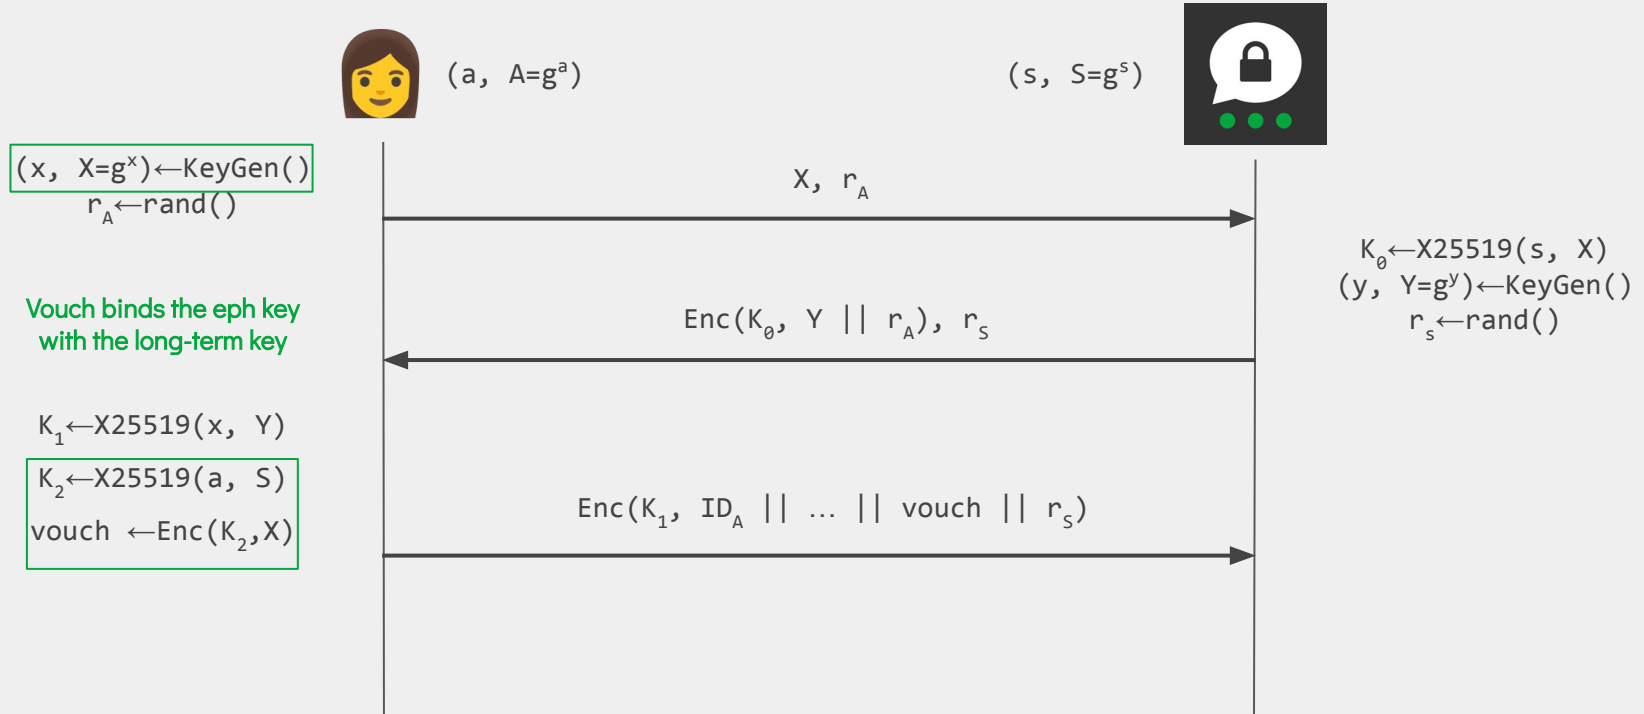 (a, A=gᵃ)
(s, S=gˢ)
(x, X=gˣ)←KeyGen()
r_A←rand()
X, r_A
K₀←X25519(s, X)
(y, Y=gʸ)←KeyGen()
r_s←rand()
Vouch binds the eph key
with the long-term key
Enc(K₀, Y || r_A), r_S
K₁←X25519(x, Y)
K₂←X25519(a, S)
vouch ←Enc(K₂,X)
Enc(K₁, ID_A || … || vouch || r_S)